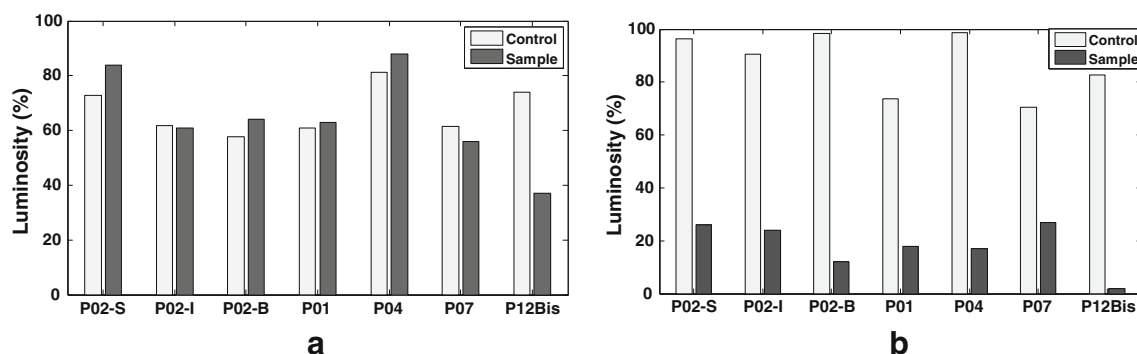 100
80
60
40
20
0
Luminosity (%)
Control
Sample
P02-S P02-I P02-B P01 P04 P07 P12Bis
a
100
80
60
40
20
0
Luminosity (%)
Control
Sample
P02-S P02-I P02-B P01 P04 P07 P12Bis
b